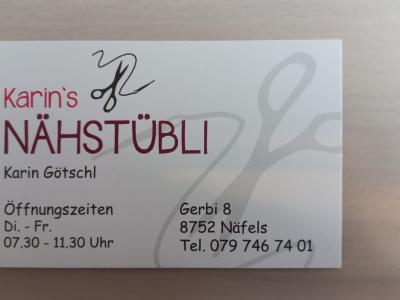 Karin's
NÄHSTÜBLI
Karin Götschl
Öffnungszeiten
Di. - Fr.
07.30 - 11.30 Uhr
Gerbi 8
8752 Näfels
Tel. 079 746 74 01